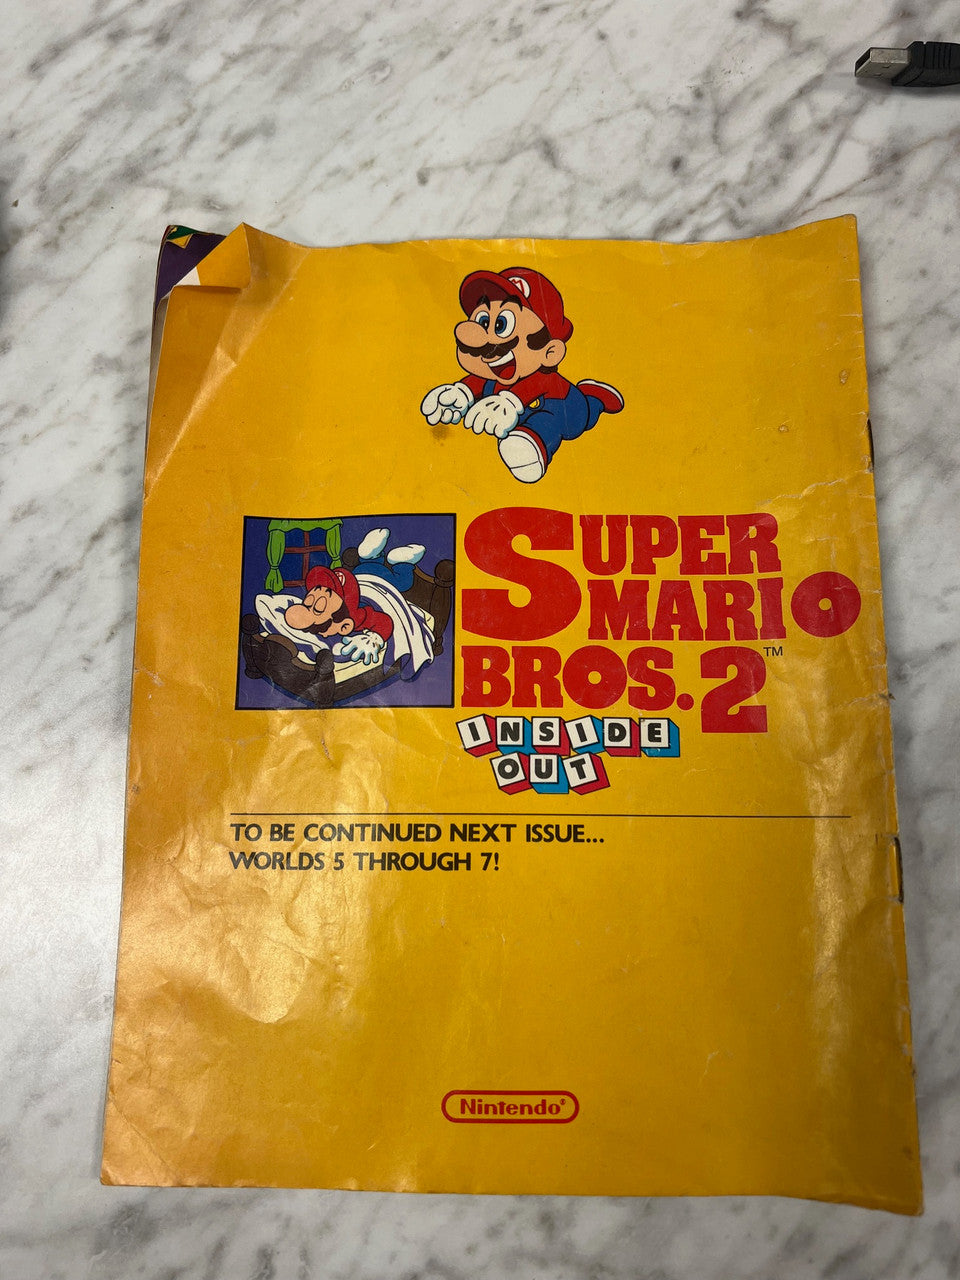 M
SUPER
MARIO
BROS. 2™
INSIDE
OUT
TO BE CONTINUED NEXT ISSUE...
WORLDS 5 THROUGH 7!
Nintendo®